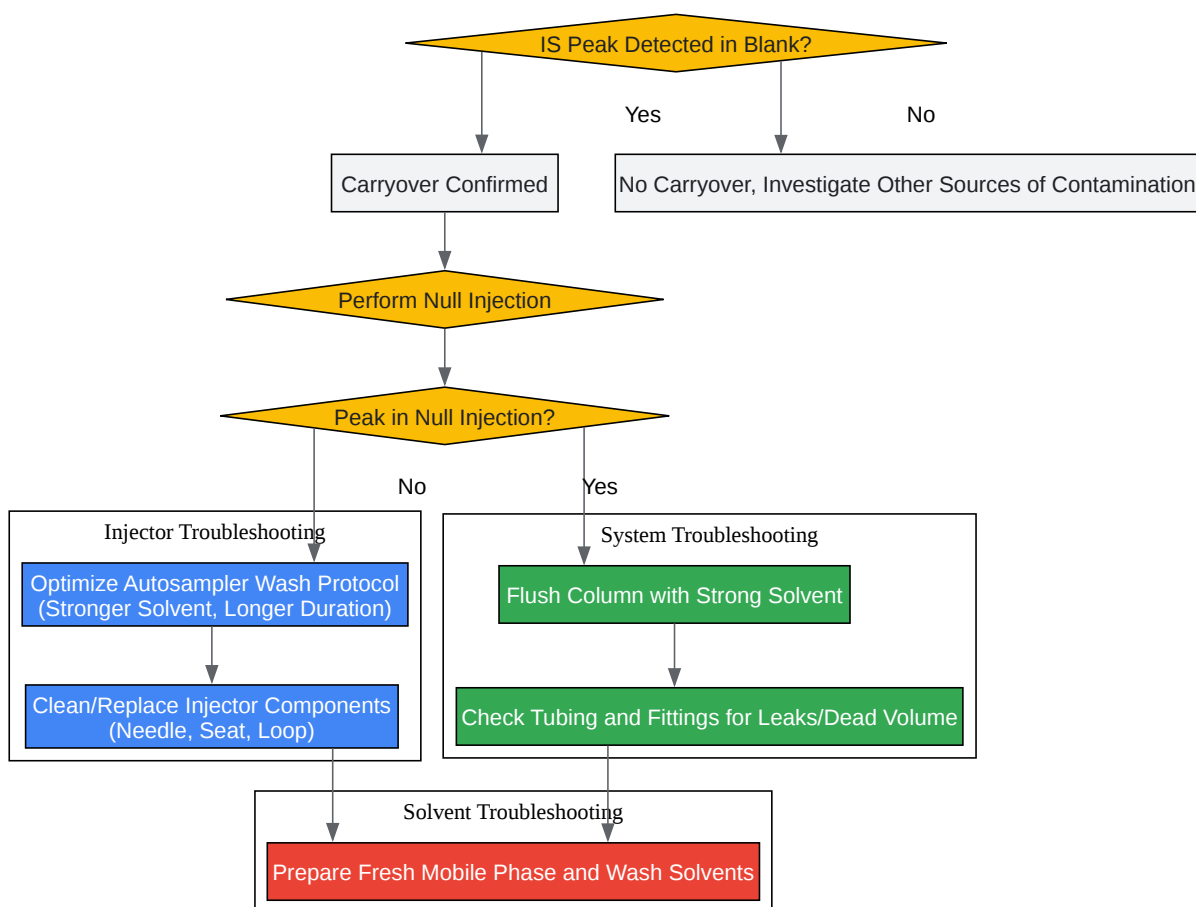 IS Peak Detected in Blank?
Yes
No
Carryover Confirmed
No Carryover, Investigate Other Sources of Contamination
Perform Null Injection
Peak in Null Injection?
No
Yes
Injector Troubleshooting
System Troubleshooting
Optimize Autosampler Wash Protocol
(Stronger Solvent, Longer Duration)
Flush Column with Strong Solvent
Clean/Replace Injector Components
(Needle, Seat, Loop)
Check Tubing and Fittings for Leaks/Dead Volume
Solvent Troubleshooting
Prepare Fresh Mobile Phase and Wash Solvents